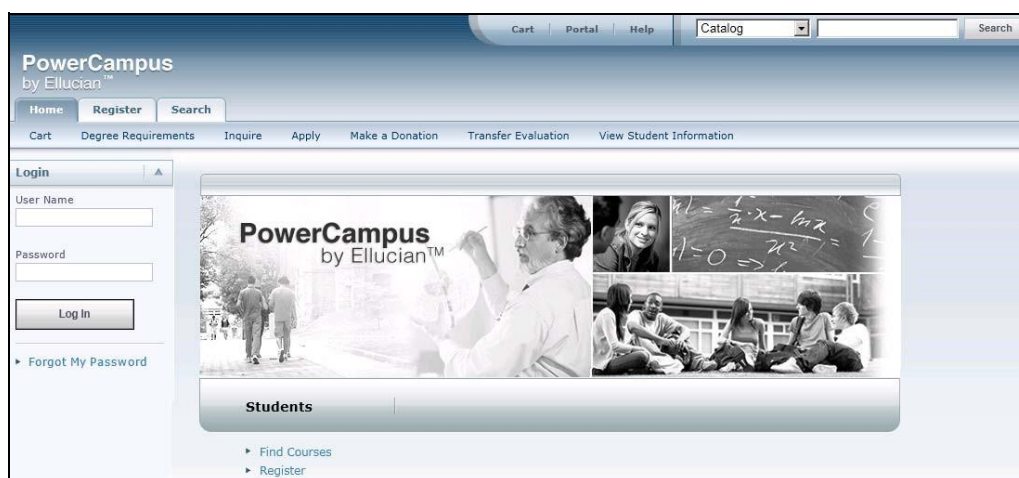 Cart Portal Help Catalog Search
PowerCampus
by Ellucian™
Home Register Search
Cart Degree Requirements Inquire Apply Make a Donation Transfer Evaluation View Student Information
Login
User Name
Password
Log In
Forgot My Password
PowerCampus
by Ellucian™
Students
Find Courses
Register